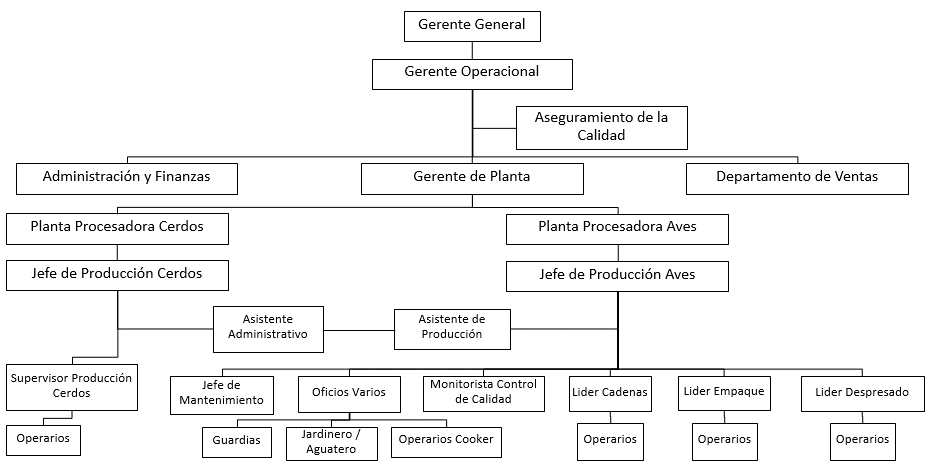 Gerente General
Gerente Operacional
Aseguramiento de la
Calidad
Administración y Finanzas
Gerente de Planta
Departamento de Ventas
Planta Procesadora Cerdos
Planta Procesadora Aves
Jefe de Producción Cerdos
Jefe de Producción Aves
Asistente
Administrativo
Asistente de
Producción
Supervisor Producción
Cerdos
Jefe de
Mantenimiento
Oficios Varios
Monitorista Control
de Calidad
Lider Cadenas
Lider Empaque
Lider Despresado
Operarios
Guardias
Jardinero /
Aguatero
Operarios Cooker
Operarios
Operarios
Operarios